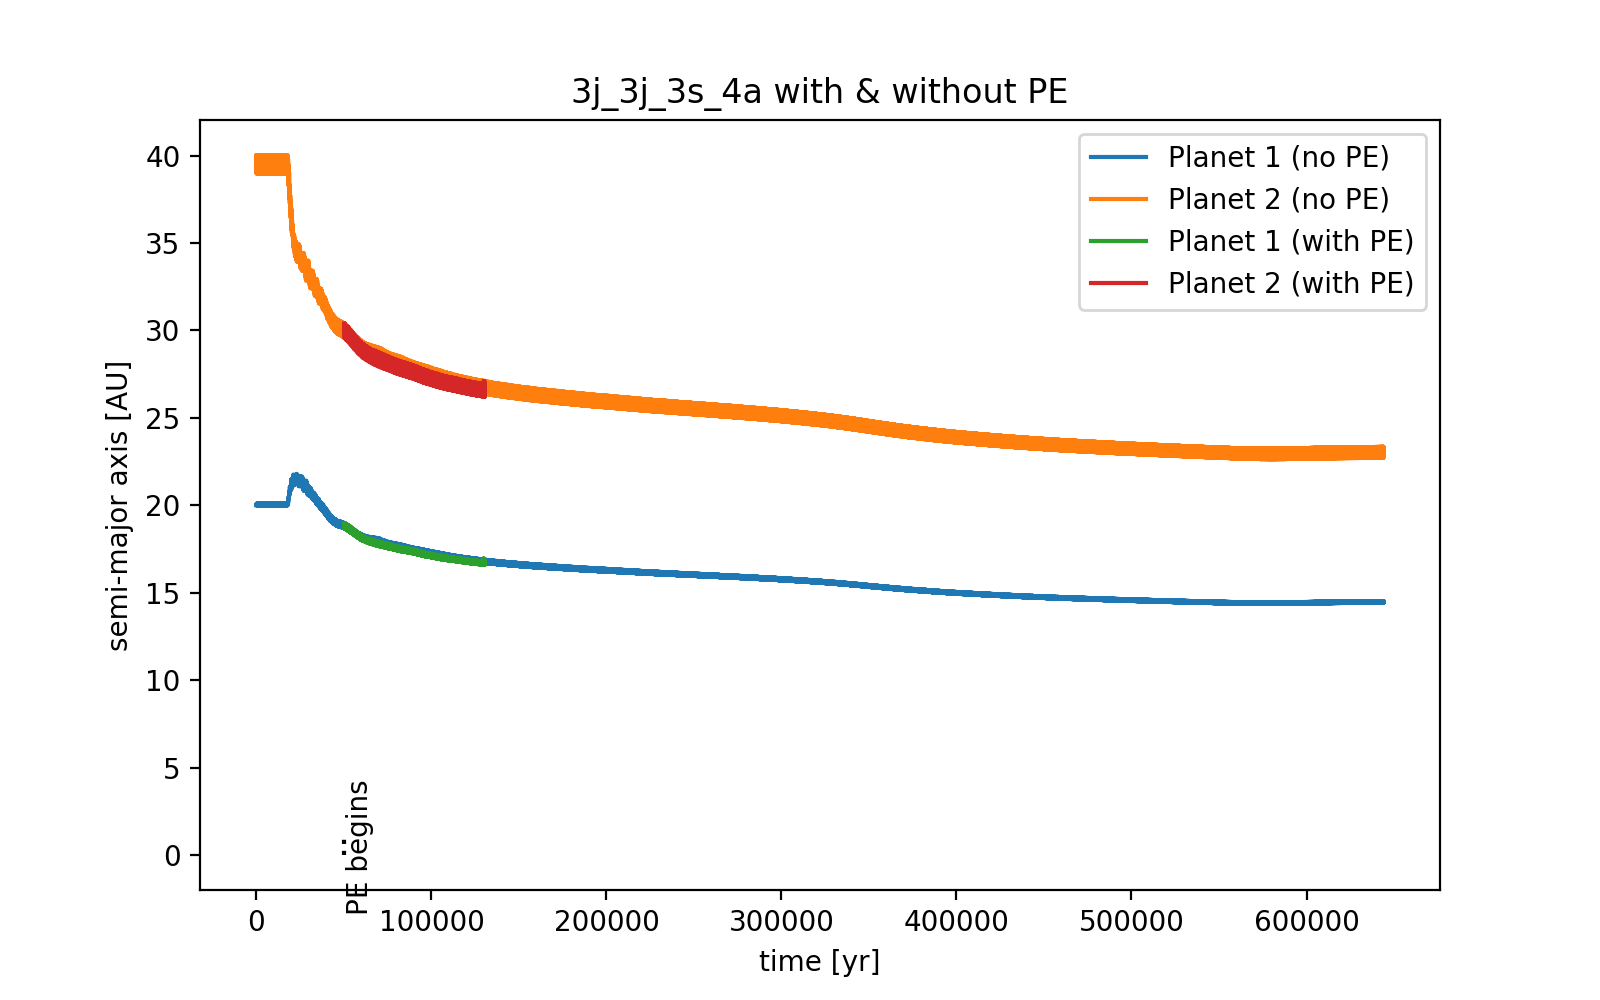 3j_3j_3s_4a with & without PE
Planet 1 (no PE)
Planet 2 (no PE)
Planet 1 (with PE)
Planet 2 (with PE)
semi-major axis [AU]
40
35
30
25
20
15
10
5
0
PE begins
0
100000
200000
300000
400000
500000
600000
time [yr]